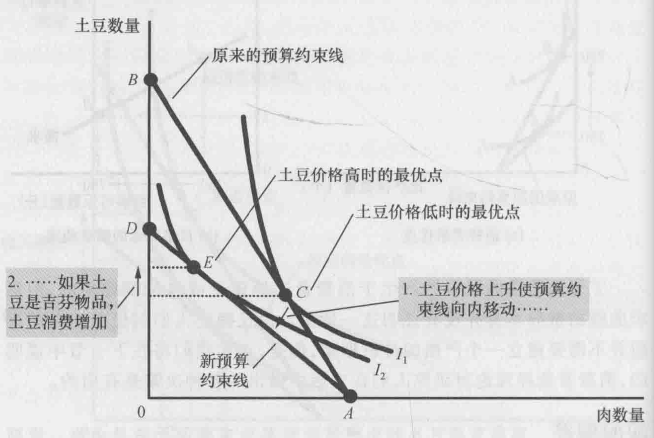 土豆数量
B
原来的预算约束线
土豆价格高时的最优点
D
土豆价格低时的最优点
E
2. ……如果土
豆是吉芬物品，
土豆消费增加
C
1. 土豆价格上升使预算约
束线向内移动……
新预算
约束线
I₁
I₂
0
A
肉数量